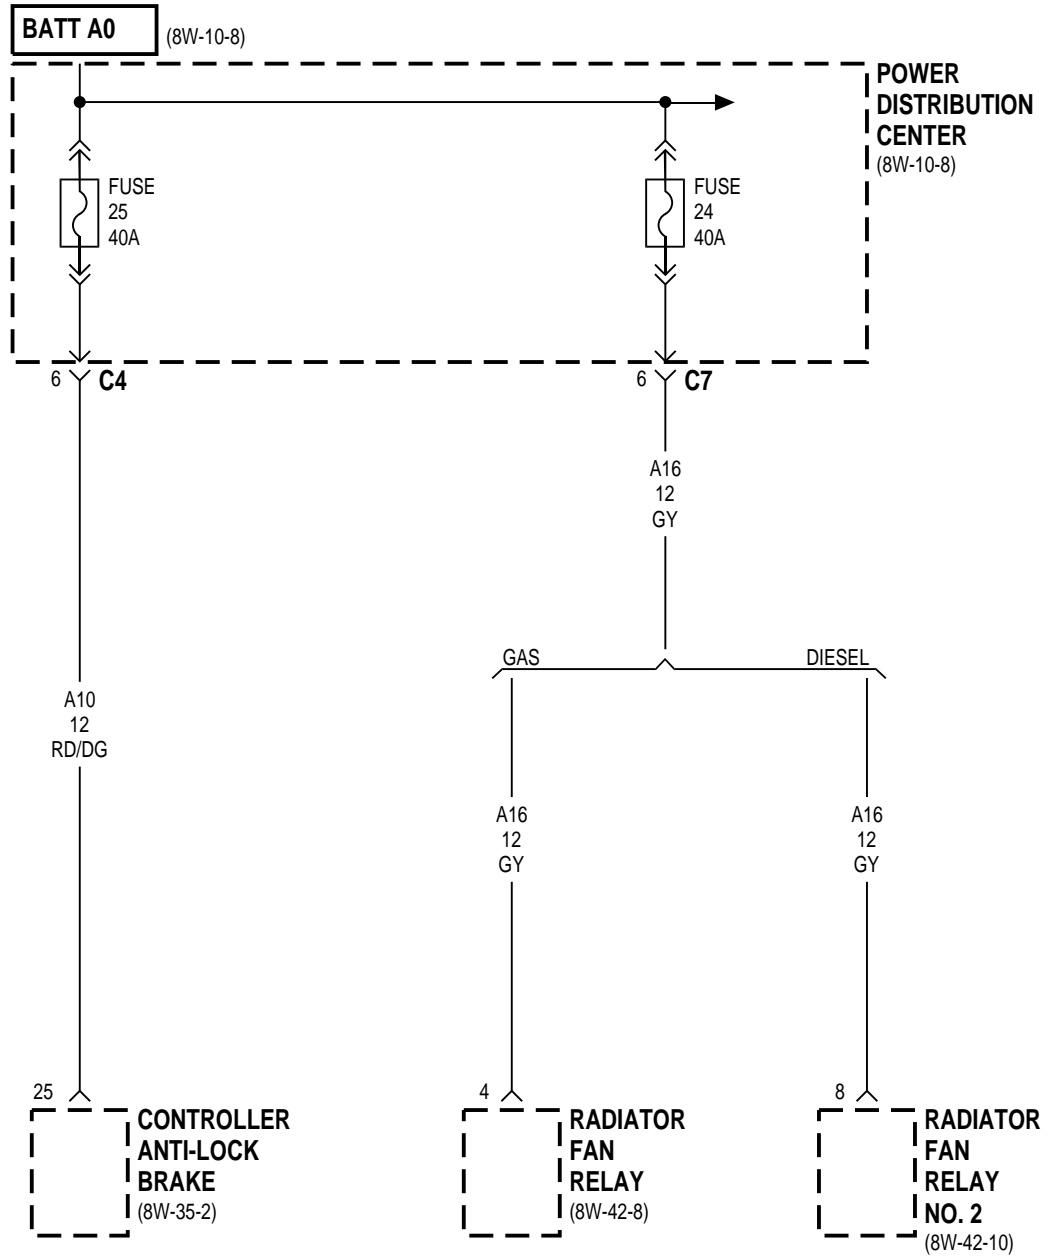 BATT A0
(8W-10-8)
POWER
DISTRIBUTION
CENTER
(8W-10-8)
FUSE
25
40A
FUSE
24
40A
6
C4
6
C7
A16
12
GY
GAS
DIESEL
A10
12
RD/DG
A16
12
GY
A16
12
GY
25
CONTROLLER
ANTI-LOCK
BRAKE
(8W-35-2)
4
RADIATOR
FAN
RELAY
(8W-42-8)
8
RADIATOR
FAN
RELAY
NO. 2
(8W-42-10)